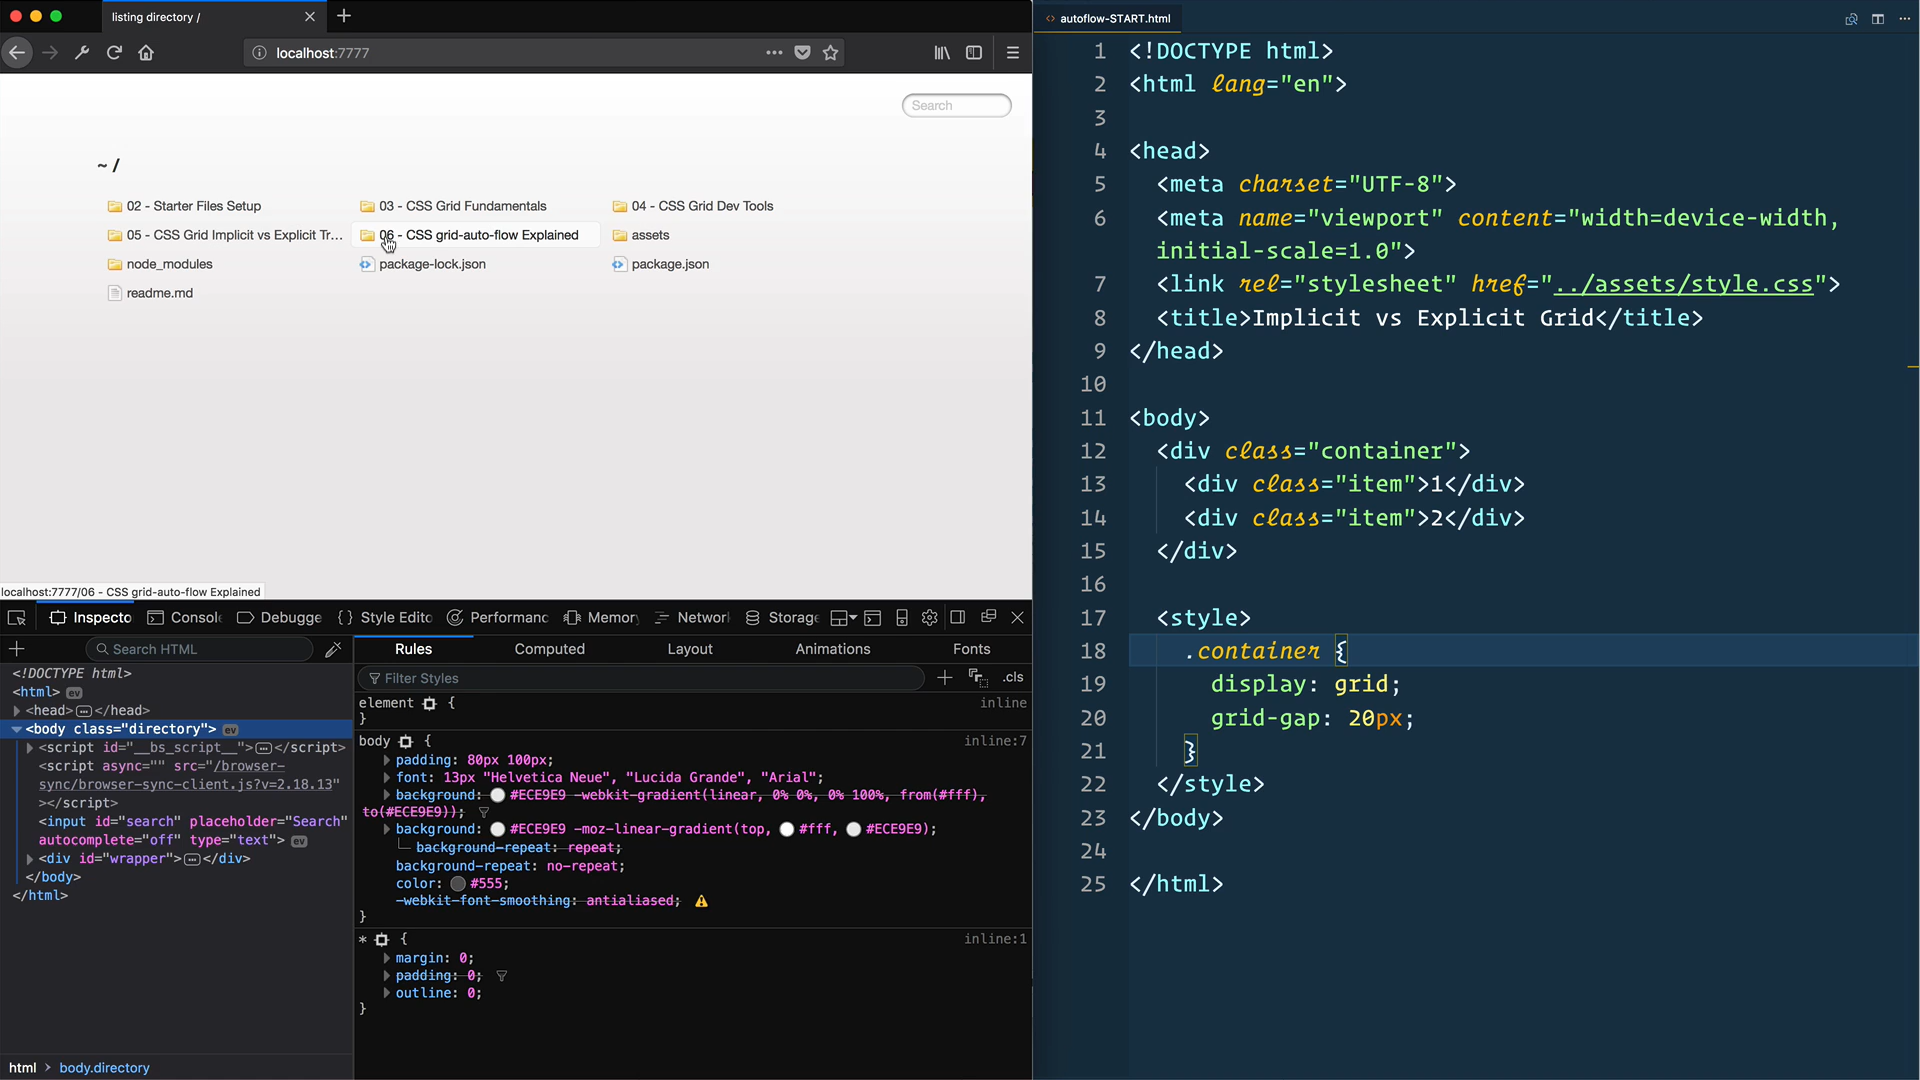 listing directory /
localhost:7777
Search
~ /
02 - Starter Files Setup
03 - CSS Grid Fundamentals
04 - CSS Grid Dev Tools
05 - CSS Grid Implicit vs Explicit Tr...
06 - CSS grid-auto-flow Explained
assets
node_modules
package-lock.json
package.json
readme.md
localhost:7777/06 - CSS grid-auto-flow Explained
Inspecto
Consol
Debugge
{ } Style Edito
Performanc
Memor
Networ
Storag
Search HTML
<!DOCTYPE html>
<html> ev
<head> </head>
<body class="directory"> ev
<script id="__bs_script__"> </script>
<script async="" src="/browser-
sync/browser-sync-client.js?v=2.18.13"
></script>
<input id="search" placeholder="Search"
autocomplete="off" type="text"> ev
<div id="wrapper"> </div>
</body>
</html>
html > body.directory
Rules
Computed
Layout
Animations
Fonts
Filter Styles
.cls
element {
inline
}
body {
inline:7
padding: 80px 100px;
font: 13px "Helvetica Neue", "Lucida Grande", "Arial";
background: #ECE9E9 -webkit-gradient(linear, 0% 0%, 0% 100%, from(#fff),
to(#ECE9E9));
background: #ECE9E9 -moz-linear-gradient(top, #fff, #ECE9E9);
background-repeat: repeat;
background-repeat: no-repeat;
color: #555;
-webkit-font-smoothing: antialiased;
}
* {
inline:1
margin: 0;
padding: 0;
outline: 0;
}
autoflow-START.html
1 <!DOCTYPE html>
2 <html lang="en">
3
4 <head>
5 <meta charset="UTF-8">
6 <meta name="viewport" content="width=device-width,
initial-scale=1.0">
7 <link rel="stylesheet" href="../assets/style.css">
8 <title>Implicit vs Explicit Grid</title>
9 </head>
10
11 <body>
12 <div class="container">
13 <div class="item">1</div>
14 <div class="item">2</div>
15 </div>
16
17 <style>
18 .container {
19 display: grid;
20 grid-gap: 20px;
21 }
22 </style>
23 </body>
24
25 </html>